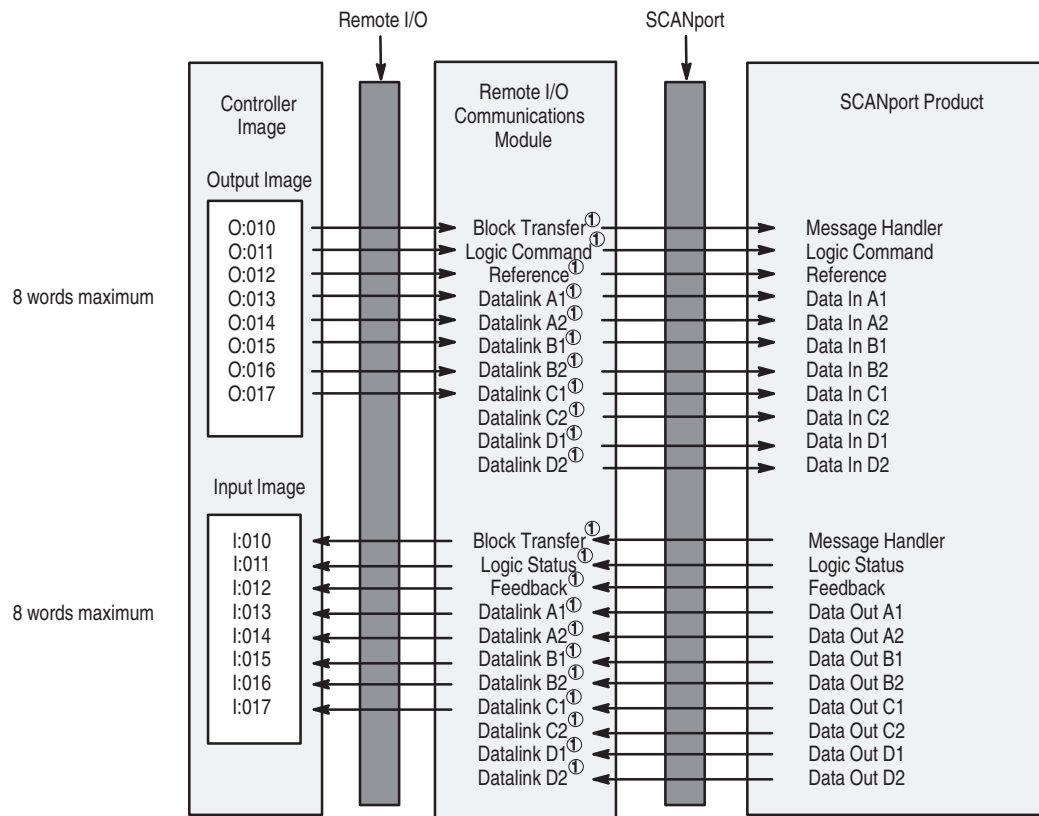 Remote I/O
SCANport
Controller
Image
Remote I/O
Communications
Module
SCANport Product
Output Image
8 words maximum
O:010
O:011
O:012
O:013
O:014
O:015
O:016
O:017
Block Transfer①
Logic Command①
Reference①
Datalink A1①
Datalink A2①
Datalink B1①
Datalink B2①
Datalink C1①
Datalink C2①
Datalink D1①
Datalink D2①
Message Handler
Logic Command
Reference
Data In A1
Data In A2
Data In B1
Data In B2
Data In C1
Data In C2
Data In D1
Data In D2
Input Image
8 words maximum
I:010
I:011
I:012
I:013
I:014
I:015
I:016
I:017
Block Transfer①
Logic Status①
Feedback①
Datalink A1①
Datalink A2①
Datalink B1①
Datalink B2①
Datalink C1①
Datalink C2①
Datalink D1①
Datalink D2①
Message Handler
Logic Status
Feedback
Data Out A1
Data Out A2
Data Out B1
Data Out B2
Data Out C1
Data Out C2
Data Out D1
Data Out D2